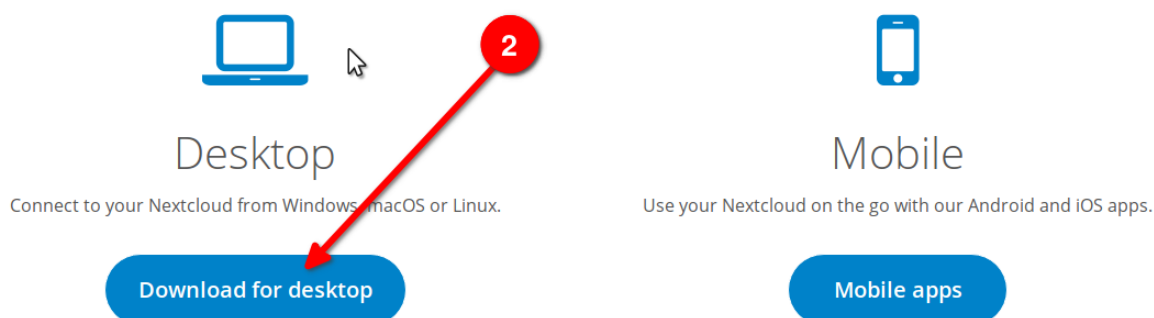 2
Desktop
Connect to your Nextcloud from Windows, macOS or Linux.
Download for desktop
Mobile
Use your Nextcloud on the go with our Android and iOS apps.
Mobile apps